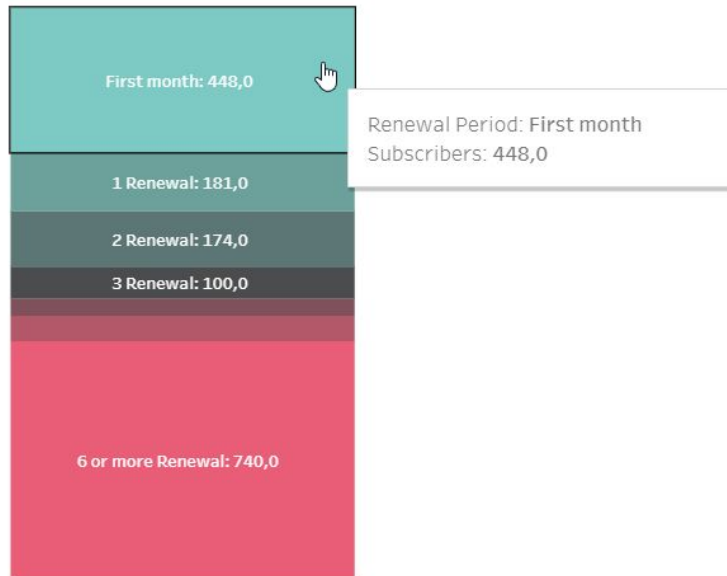 First month: 448,0
Renewal Period: First month
Subscribers: 448,0
1 Renewal: 181,0
2 Renewal: 174,0
3 Renewal: 100,0
6 or more Renewal: 740,0